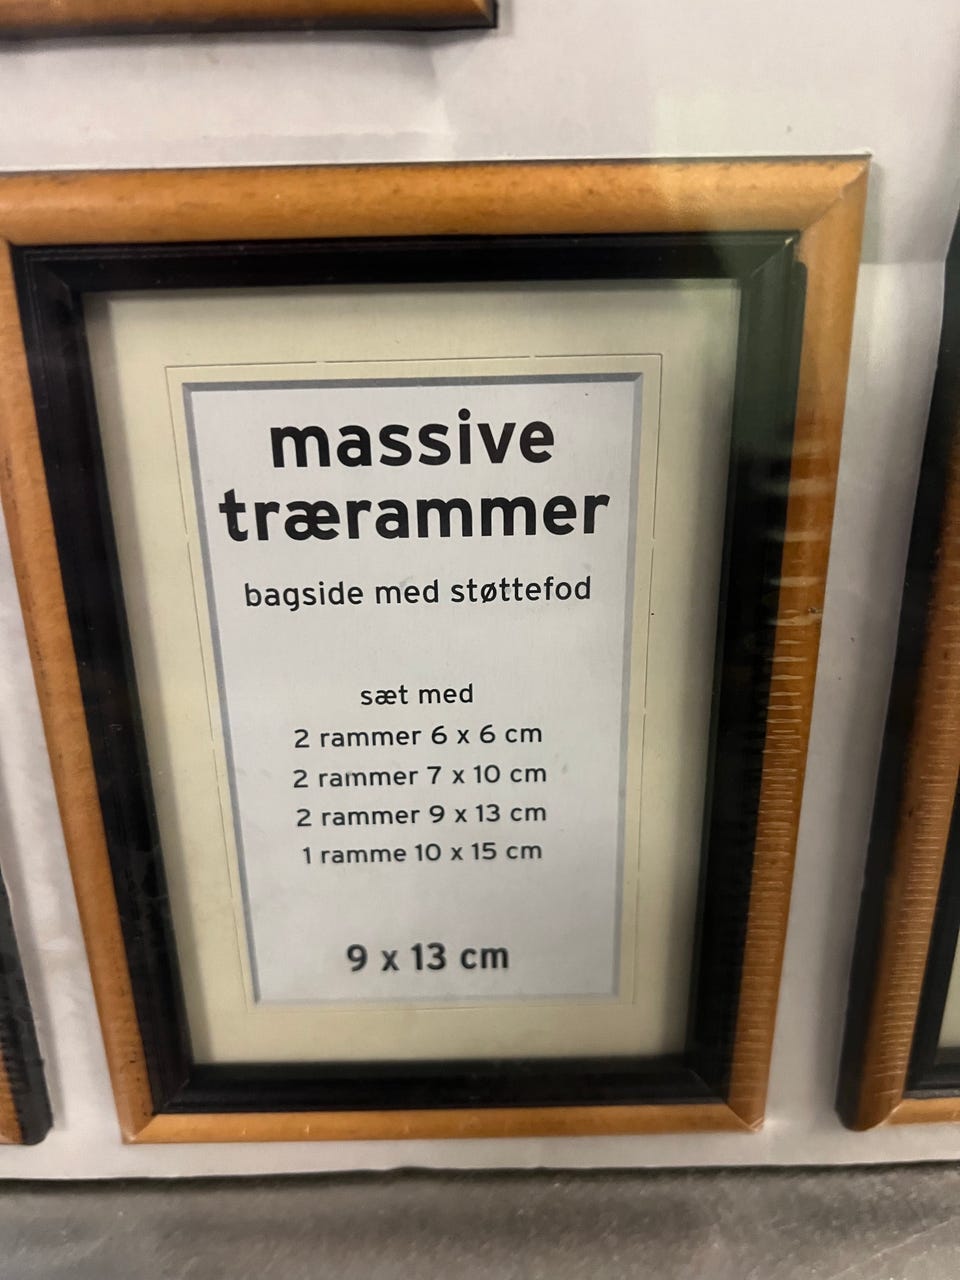 massive
trærammer
bagside med støttefod
sæt med
2 rammer 6 x 6 cm
2 rammer 7 x 10 cm
2 rammer 9 x 13 cm
1 ramme 10 x 15 cm
9 x 13 cm